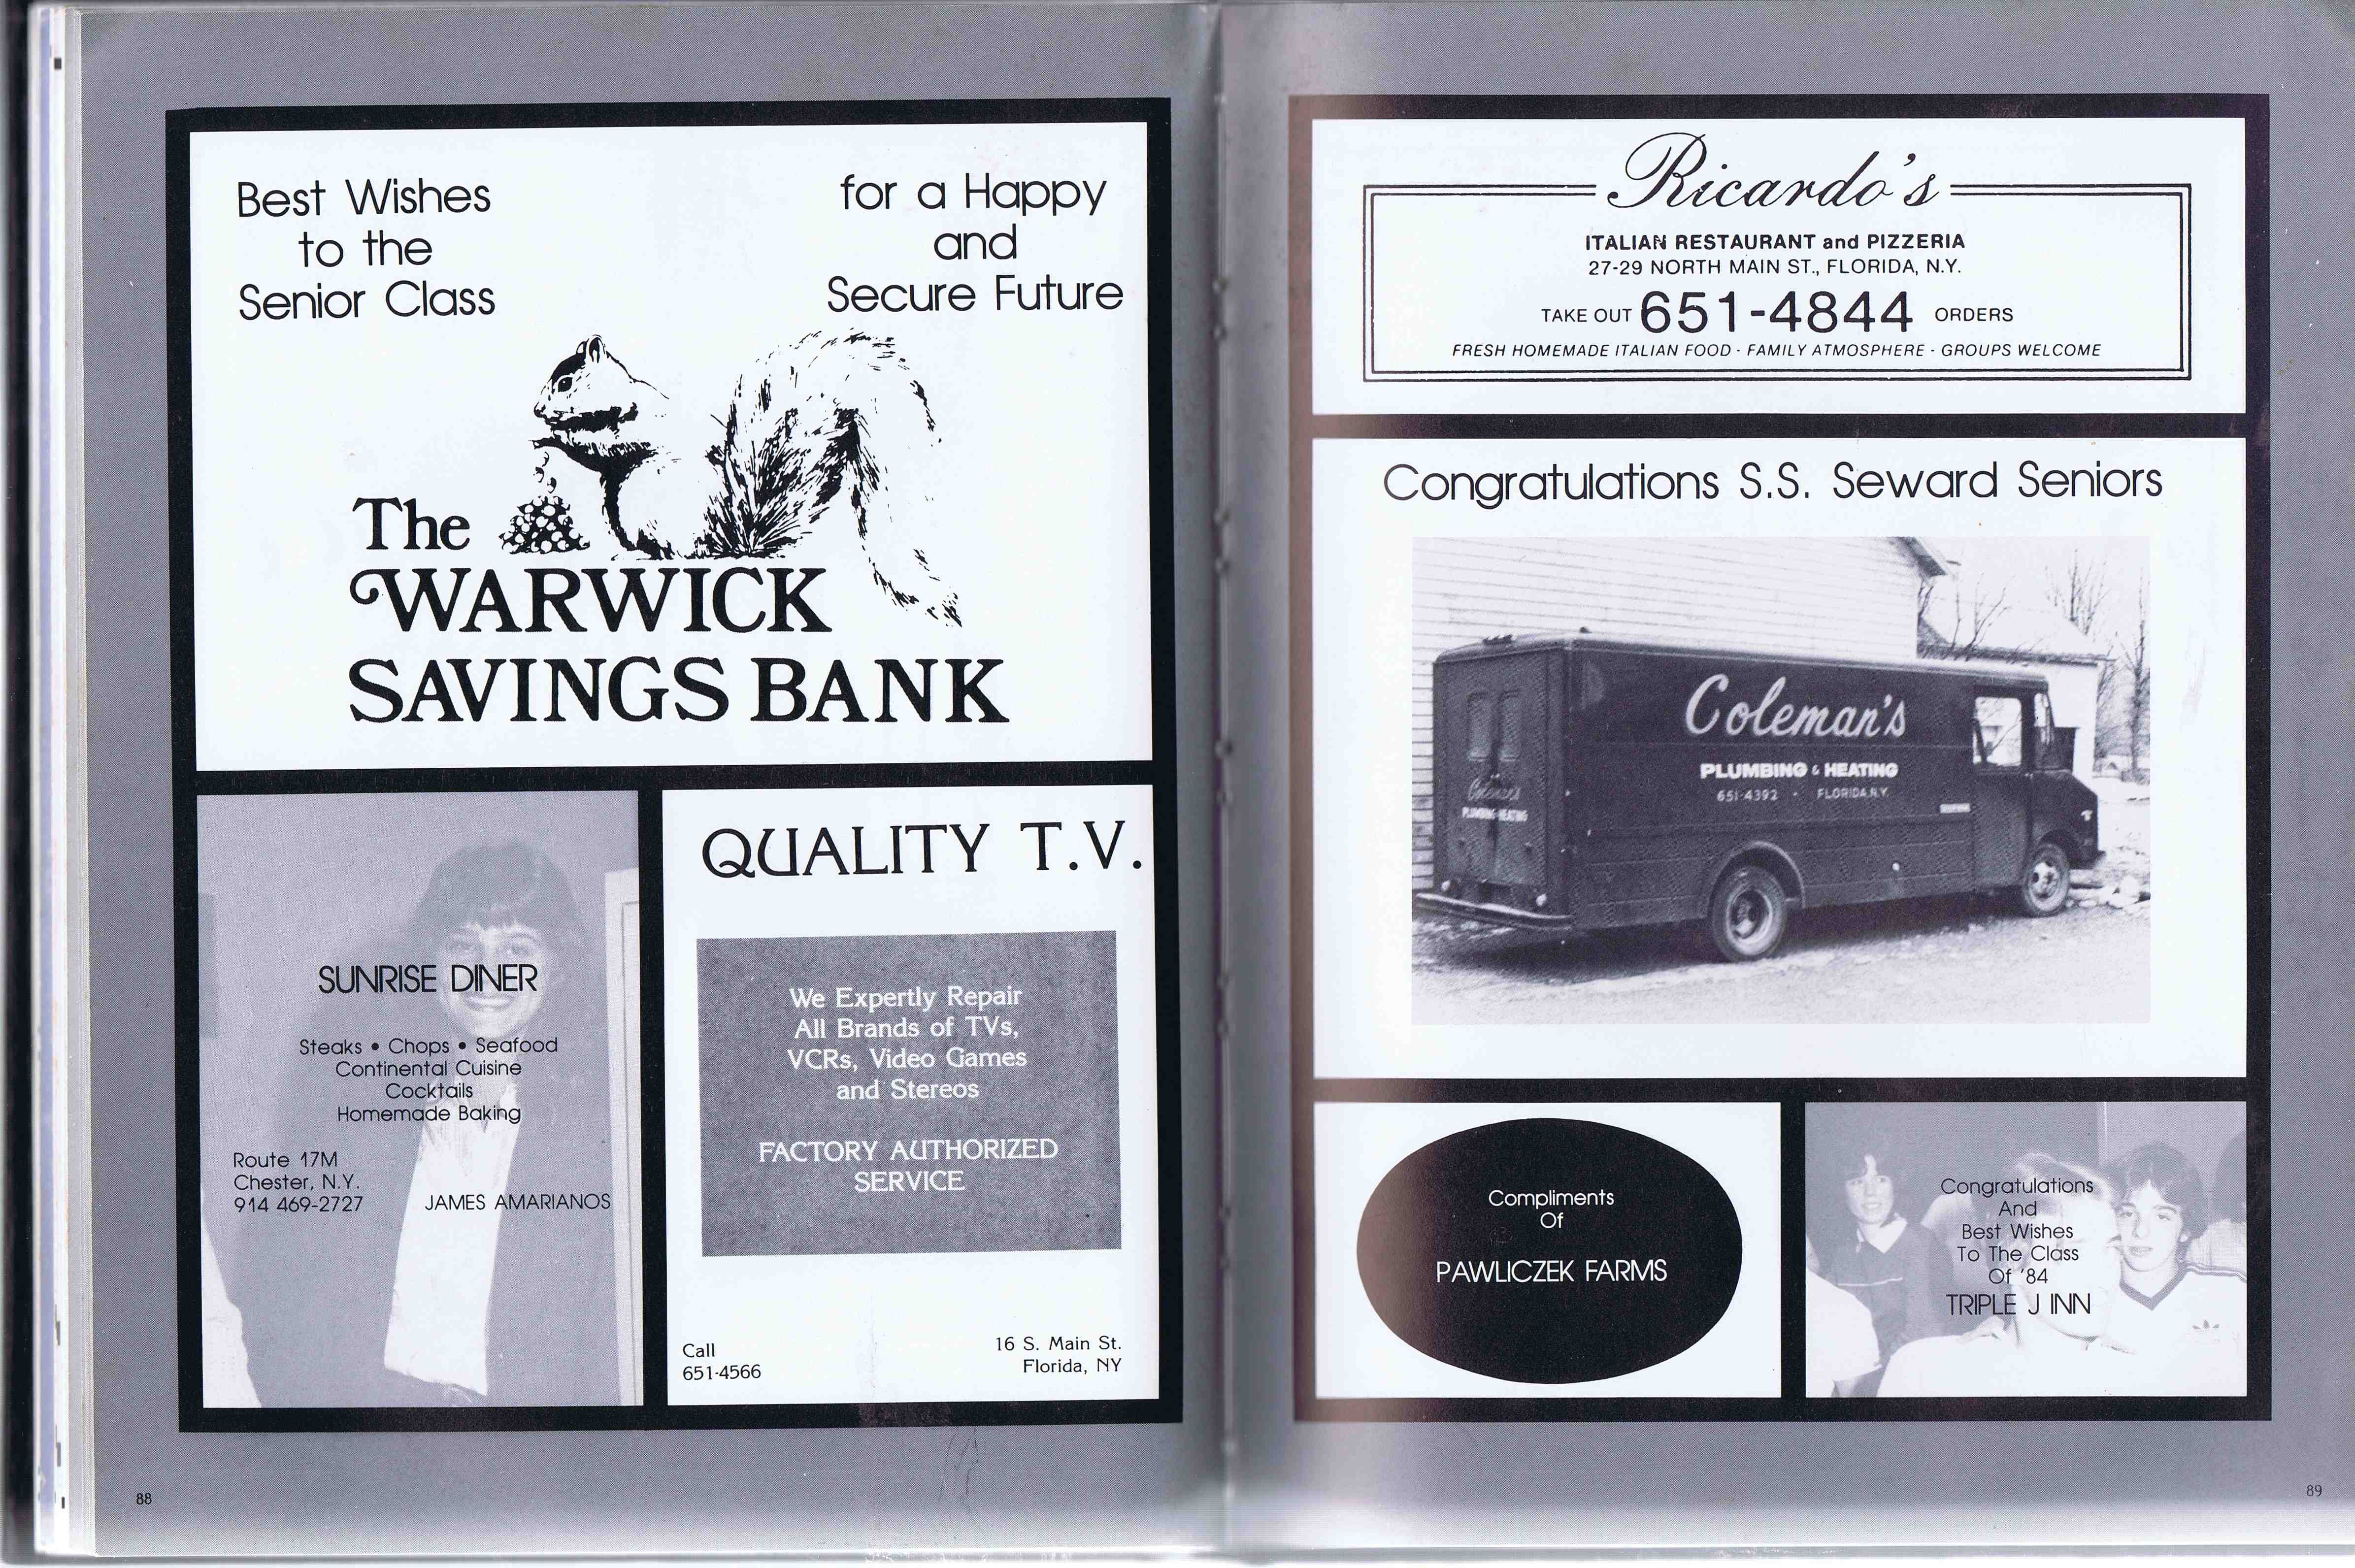 Best Wishes
to the
Senior Class
for a Happy
and
Secure Future
The
WARWICK
SAVINGS BANK
SUNRISE DINER
Steaks • Chops • Seafood
Continental Cuisine
Cocktails
Homemade Baking
Route 17M
Chester, N.Y.
914 469-2727
JAMES AMARIANOS
QUALITY T.V.
We Expertly Repair
All Brands of TVs,
VCRs, Video Games
and Stereos
FACTORY AUTHORIZED
SERVICE
Call
651-4566
16 S. Main St.
Florida, NY
88
Ricardo's
ITALIAN RESTAURANT and PIZZERIA
27-29 NORTH MAIN ST., FLORIDA, N.Y.
TAKE OUT 651-4844 ORDERS
FRESH HOMEMADE ITALIAN FOOD - FAMILY ATMOSPHERE - GROUPS WELCOME
Congratulations S.S. Seward Seniors
Coleman's
PLUMBING & HEATING
651-4392 - FLORIDA.N.Y.
Coleman's
PLUMBING HEATING
Compliments
Of
PAWLICZEK FARMS
Congratulations
And
Best Wishes
To The Class
Of '84
TRIPLE J INN
89